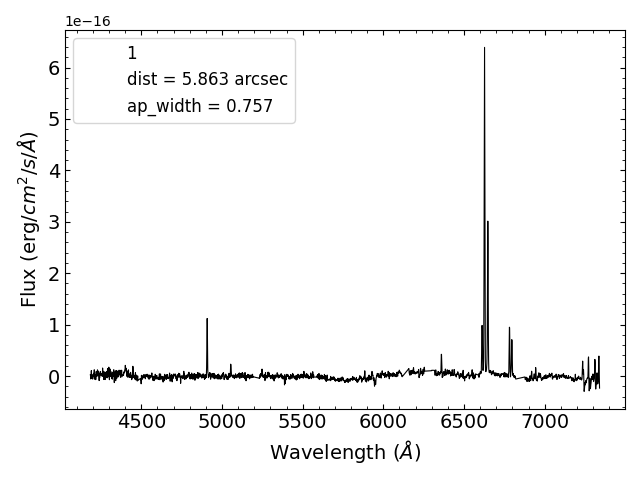 1e−16
1
dist = 5.863 arcsec
ap_width = 0.757
6
5
4
3
2
1
0
Flux (erg/cm²/s/Å)
4500 5000 5500 6000 6500 7000
Wavelength (Å)